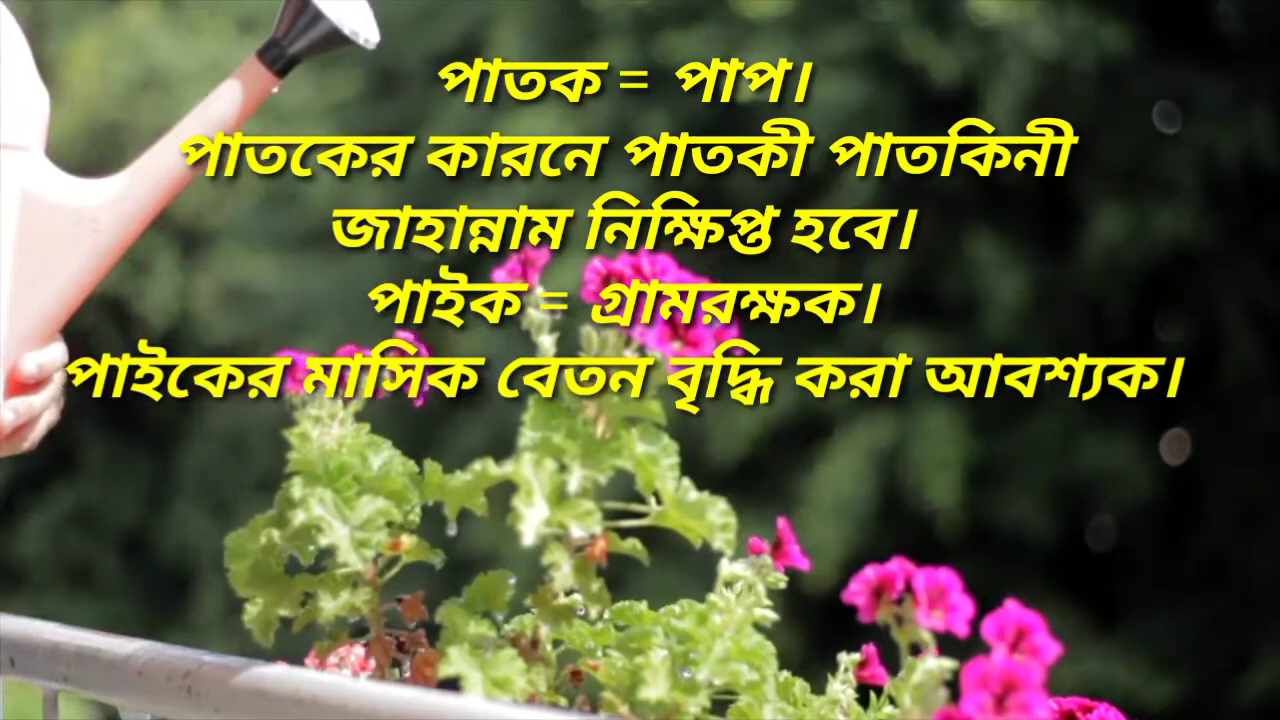 পাতক = পাপ।
পাতকের কারনে পাতকী পাতকিনী
জাহান্নাম নিক্ষিপ্ত হবে।
পাইক = গ্রামরক্ষক।
পাইকের মাসিক বেতন বৃদ্ধি করা আবশ্যক।